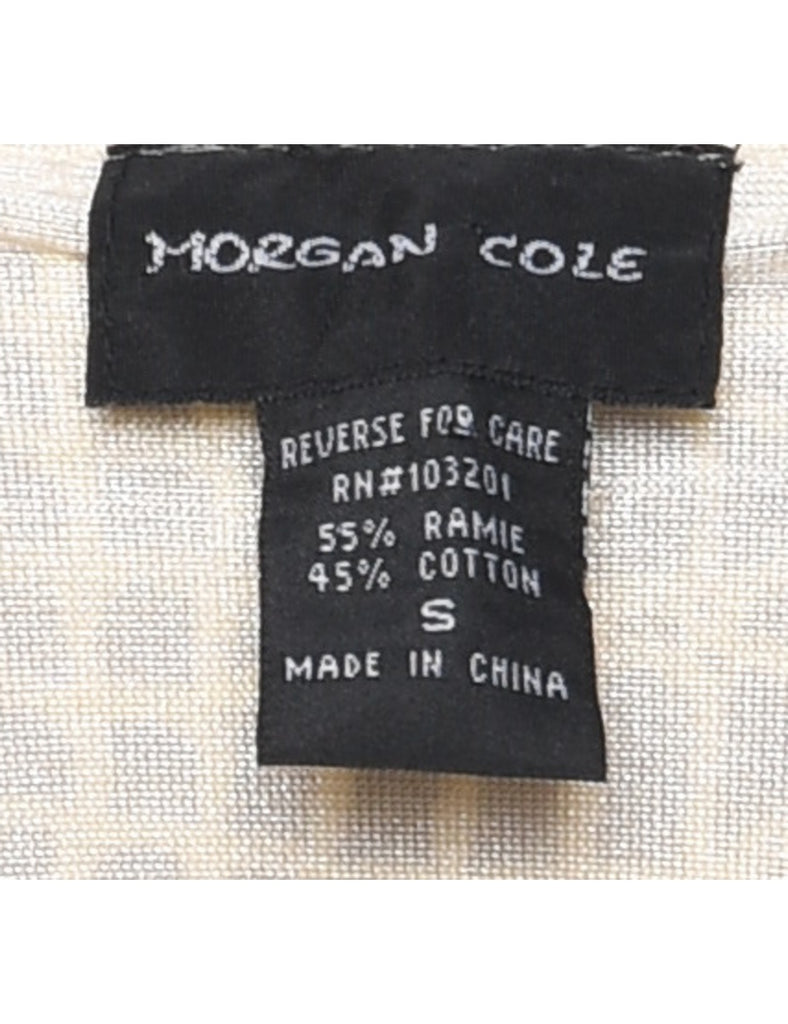 MORGAN COLE
REVERSE FOR CARE
RN#103201
55% RAMIE
45% COTTON
S
MADE IN CHINA